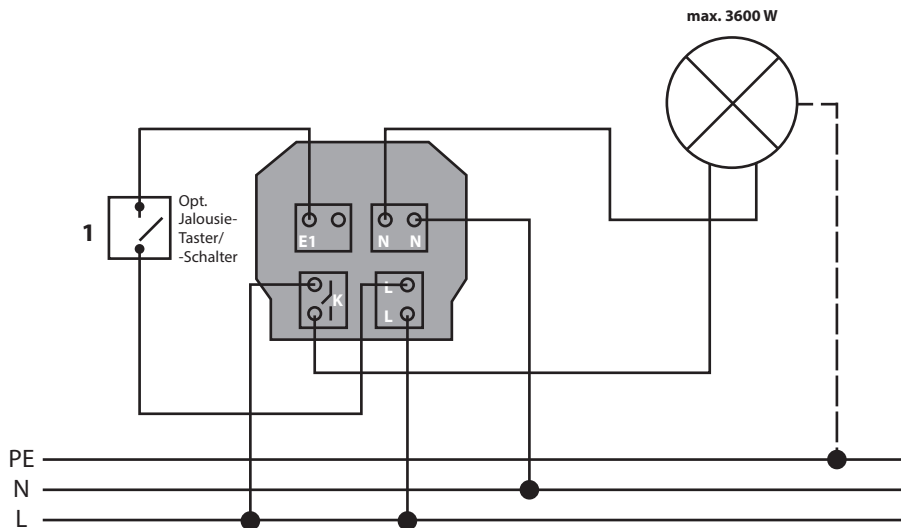 max. 3600 W
Opt.
Jalousie-
Taster/
-Schalter
1
E1
N N
K
L
L
PE
N
L